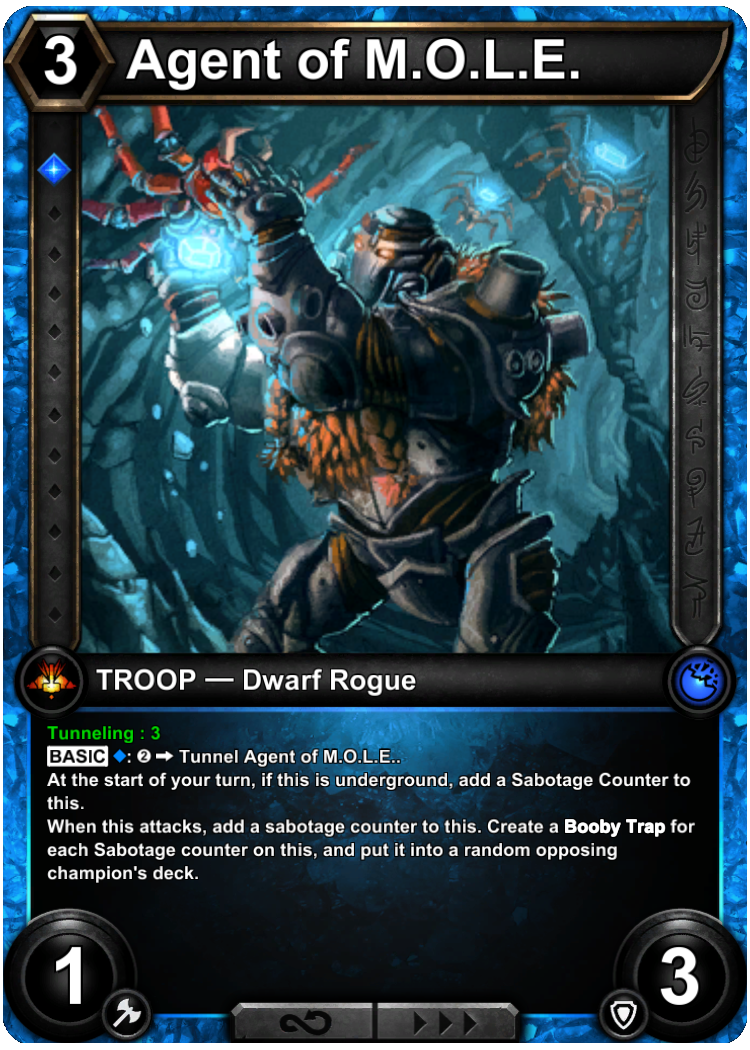 3
Agent of M.O.L.E.
TROOP — Dwarf Rogue
Tunneling : 3
BASIC : ❷ ➡ Tunnel Agent of M.O.L.E..
At the start of your turn, if this is underground, add a Sabotage Counter to
this.
When this attacks, add a sabotage counter to this. Create a Booby Trap for
each Sabotage counter on this, and put it into a random opposing
champion's deck.
1
3